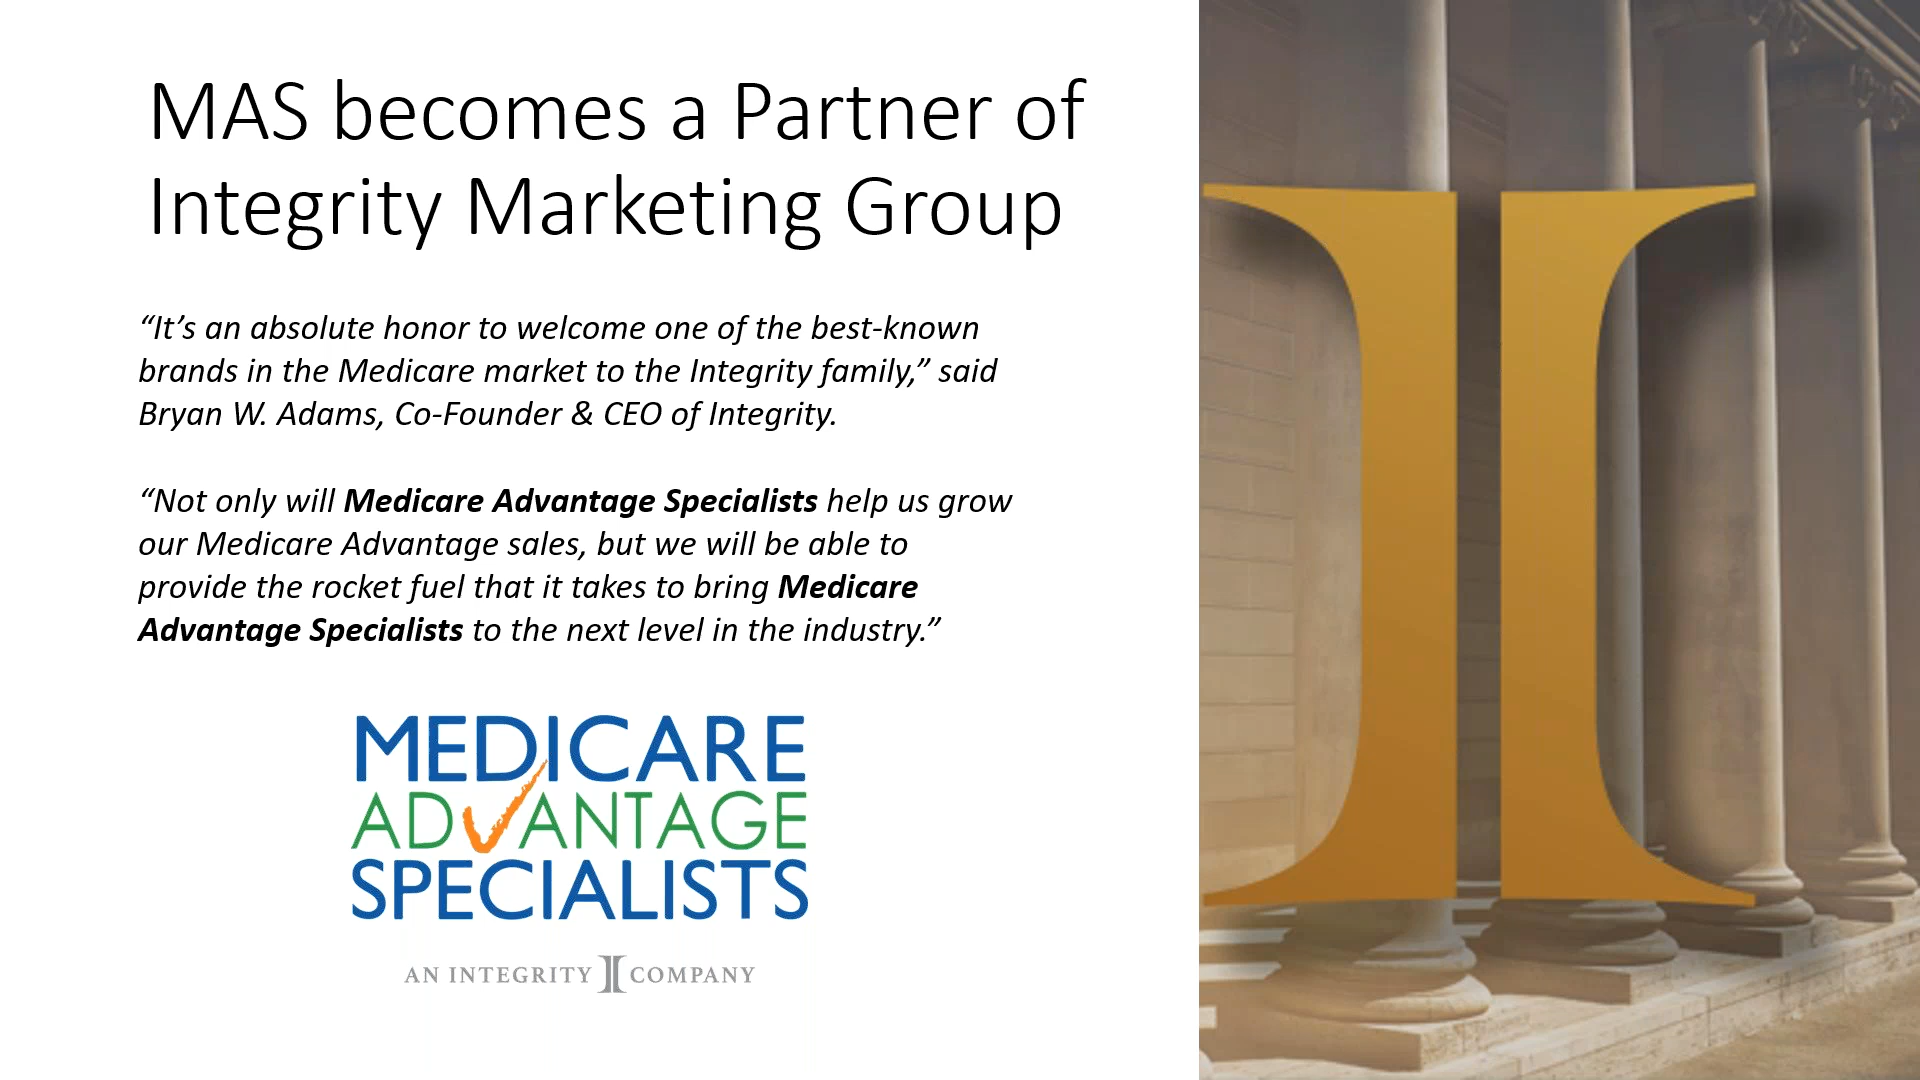 MAS becomes a Partner of
Integrity Marketing Group
“It’s an absolute honor to welcome one of the best-known
brands in the Medicare market to the Integrity family,” said
Bryan W. Adams, Co-Founder & CEO of Integrity.
“Not only will Medicare Advantage Specialists help us grow
our Medicare Advantage sales, but we will be able to
provide the rocket fuel that it takes to bring Medicare
Advantage Specialists to the next level in the industry.”
MEDICARE
ADVANTAGE
SPECIALISTS
AN INTEGRITY COMPANY